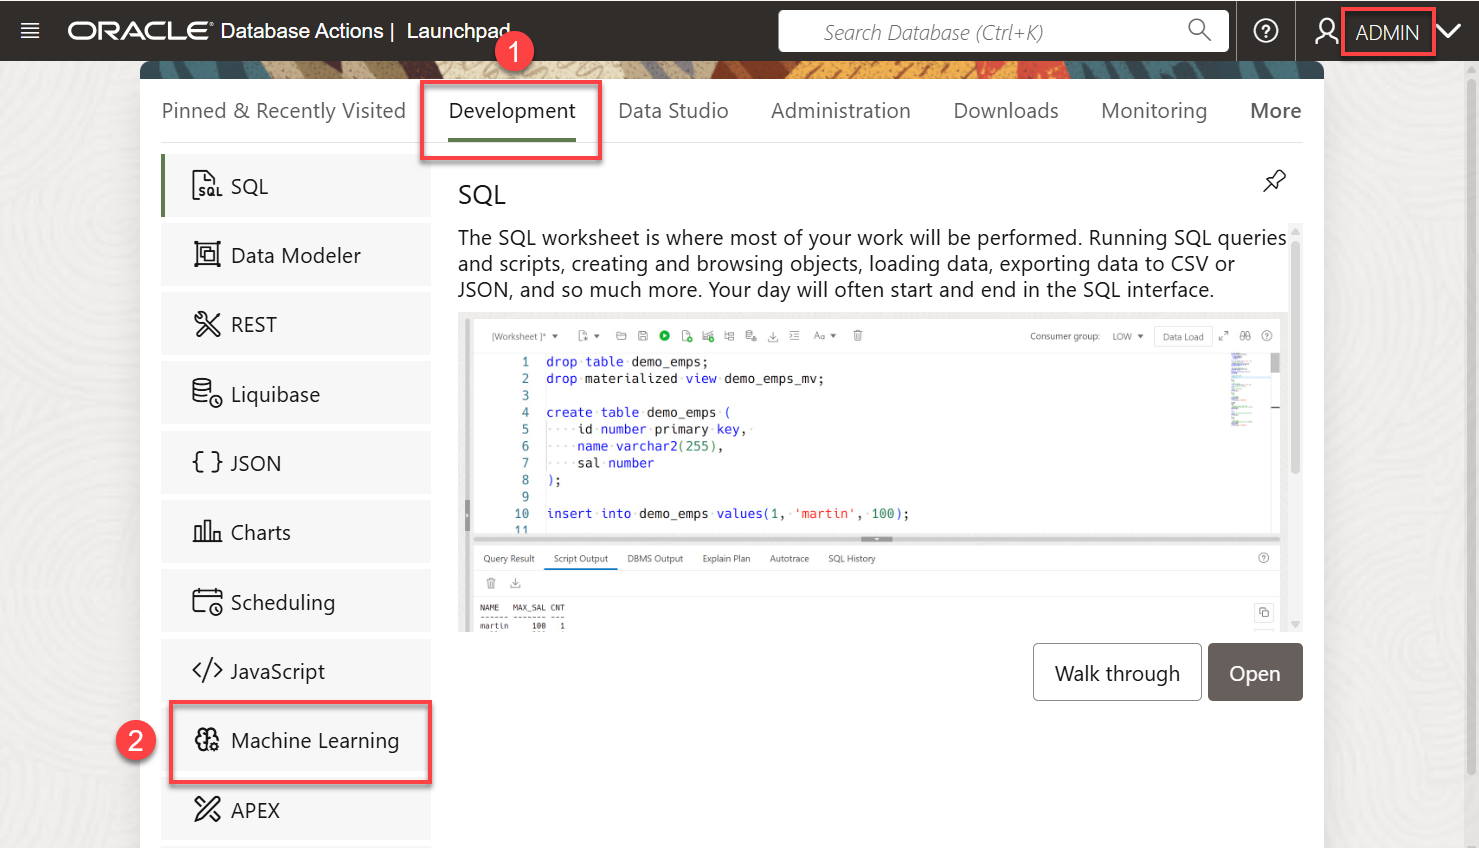 ORACLE Database Actions | Launchpad
Search Database (Ctrl+K)
ADMIN
1
Pinned & Recently Visited
Development
Data Studio
Administration
Downloads
Monitoring
More
SQL
Data Modeler
REST
Liquibase
JSON
Charts
Scheduling
JavaScript
2
Machine Learning
APEX
SQL
The SQL worksheet is where most of your work will be performed. Running SQL queries
and scripts, creating and browsing objects, loading data, exporting data to CSV or
JSON, and so much more. Your day will often start and end in the SQL interface.
[Worksheet ]*
Aa
Consumer group: LOW
Data Load
1 drop table demo_emps;
2 drop materialized view demo_emps_mv;
3
4 create table demo_emps (
5 id number primary key,
6 name varchar2(255),
7 sal number
8 );
9
10 insert into demo_emps values(1, 'martin', 100);
11
Query Result
Script Output
DBMS Output
Explain Plan
Autotrace
SQL History
NAME MAX_SAL CNT
------ ------- ---
martin 100 1
Walk through
Open